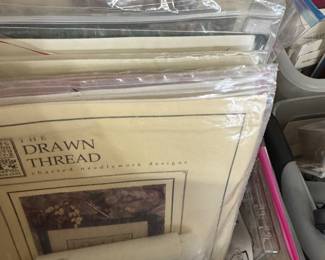 THE
DRAWN
THREAD
charted needlework designs